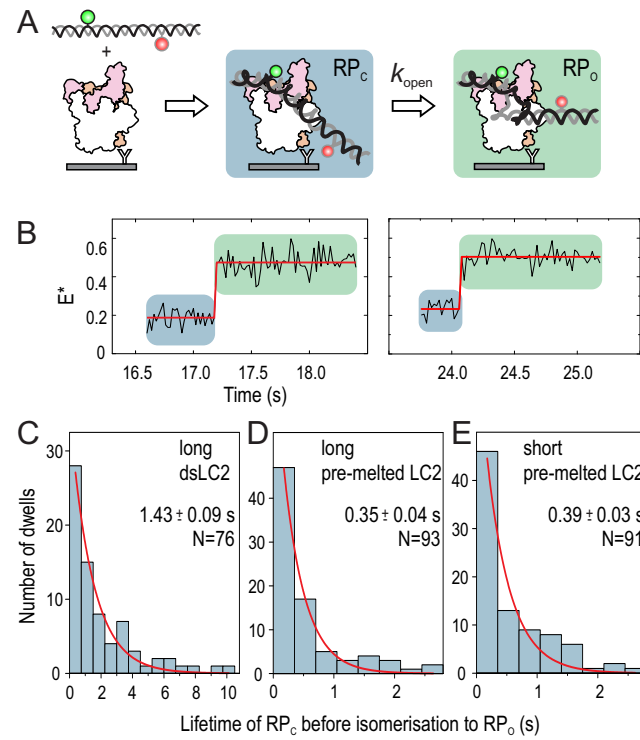 A
+
RPc
kopen
RPo
Y
Y
Y
B
E*
0.6
0.4
0.2
0
16.5 17.0 17.5 18.0
24.0 24.5 25.0
Time (s)
C
D
E
long
dsLC2
1.43 ± 0.09 s
N=76
long
pre-melted LC2
0.35 ± 0.04 s
N=93
short
pre-melted LC2
0.39 ± 0.03 s
N=91
Number of dwells
30
20
10
0
0 2 4 6 8 10
40
30
20
10
0
0 1 2
40
30
20
10
0
0 1 2
Lifetime of RPc before isomerisation to RPo (s)